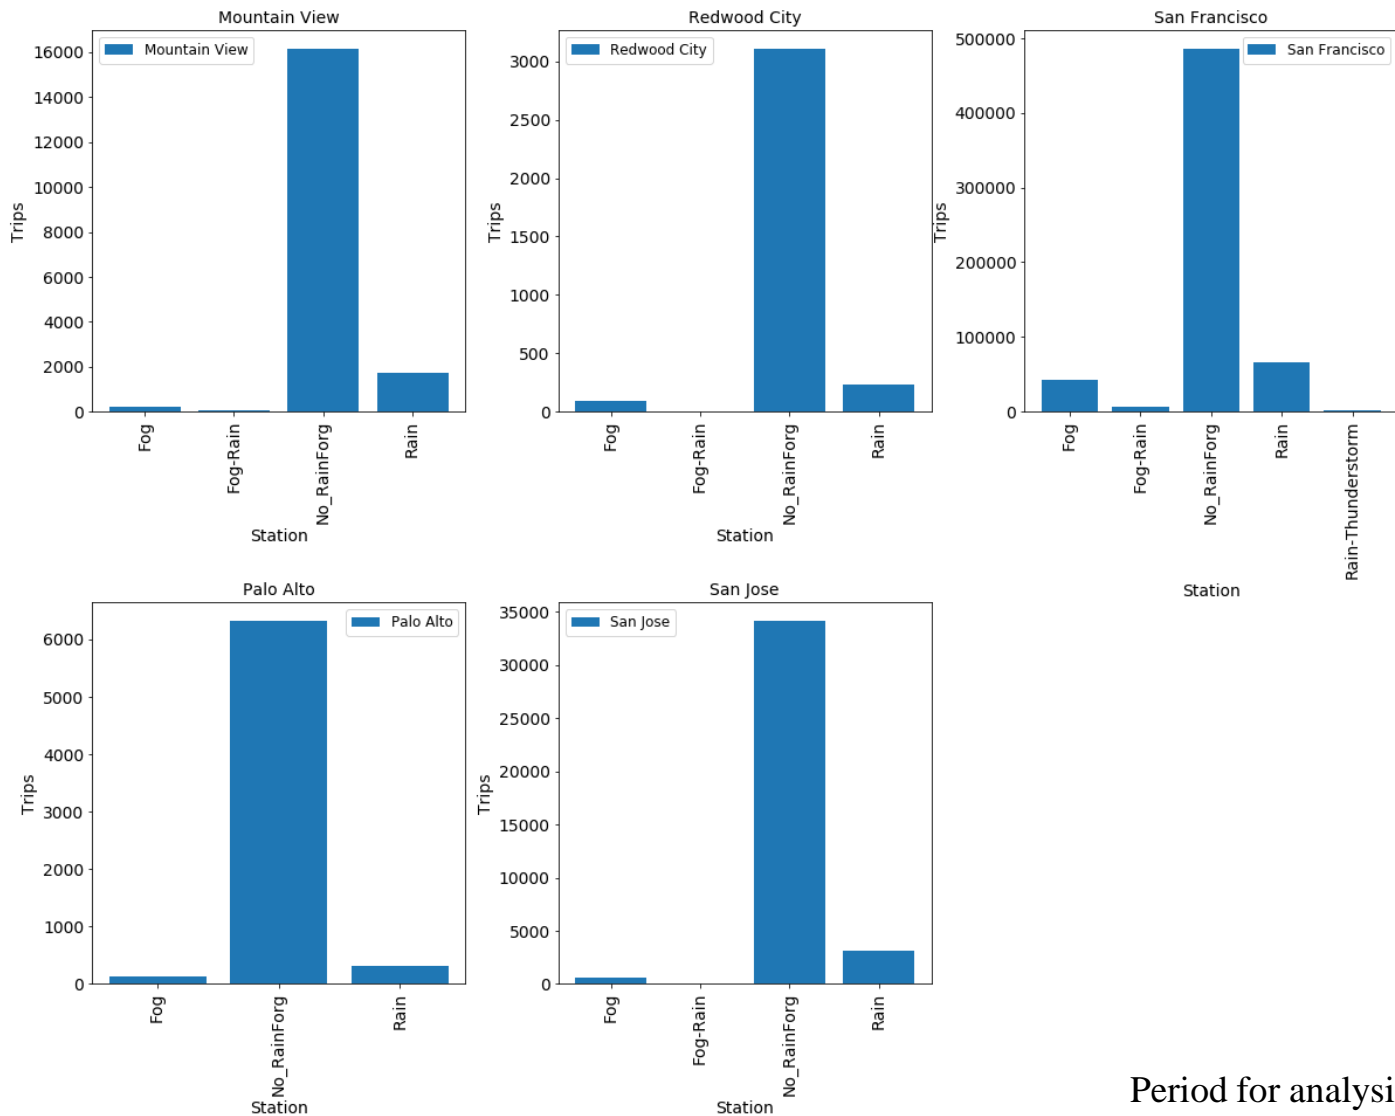 Mountain View
Mountain View
16000
14000
12000
10000
8000
6000
4000
2000
0
Trips
Fog
Fog-Rain
No_RainForg
Rain
Station
Redwood City
Redwood City
3000
2500
2000
1500
1000
500
0
Trips
Fog
Fog-Rain
No_RainForg
Rain
Station
San Francisco
San Francisco
500000
400000
300000
200000
100000
0
Trips
Fog
Fog-Rain
No_RainForg
Rain
Rain-Thunderstorm
Station
Palo Alto
Palo Alto
6000
5000
4000
3000
2000
1000
0
Trips
Fog
No_RainForg
Rain
Station
San Jose
San Jose
35000
30000
25000
20000
15000
10000
5000
0
Trips
Fog
Fog-Rain
No_RainForg
Rain
Station
Period for analysi